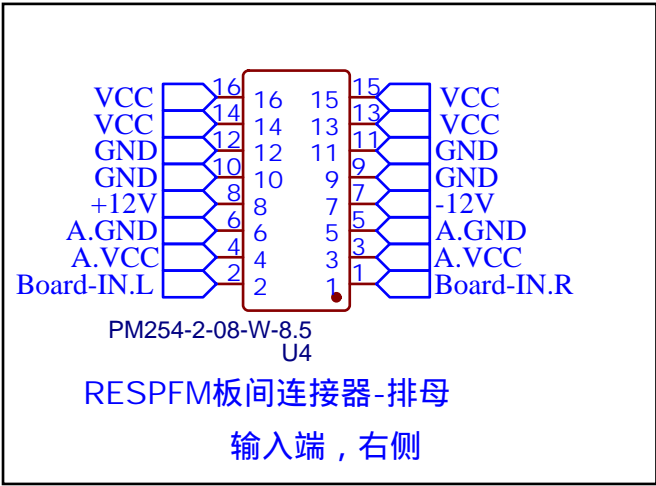 VCC 16 16 15 15 VCC
VCC 14 14 13 13 VCC
GND 12 12 11 11 GND
GND 10 10 9 9 GND
+12V 8 8 7 7 -12V
A.GND 6 6 5 5 A.GND
A.VCC 4 4 3 3 A.VCC
Board-IN.L 2 2 1 1 Board-IN.R
PM254-2-08-W-8.5
U4
RESPFM板间连接器-排母
输入端，右侧